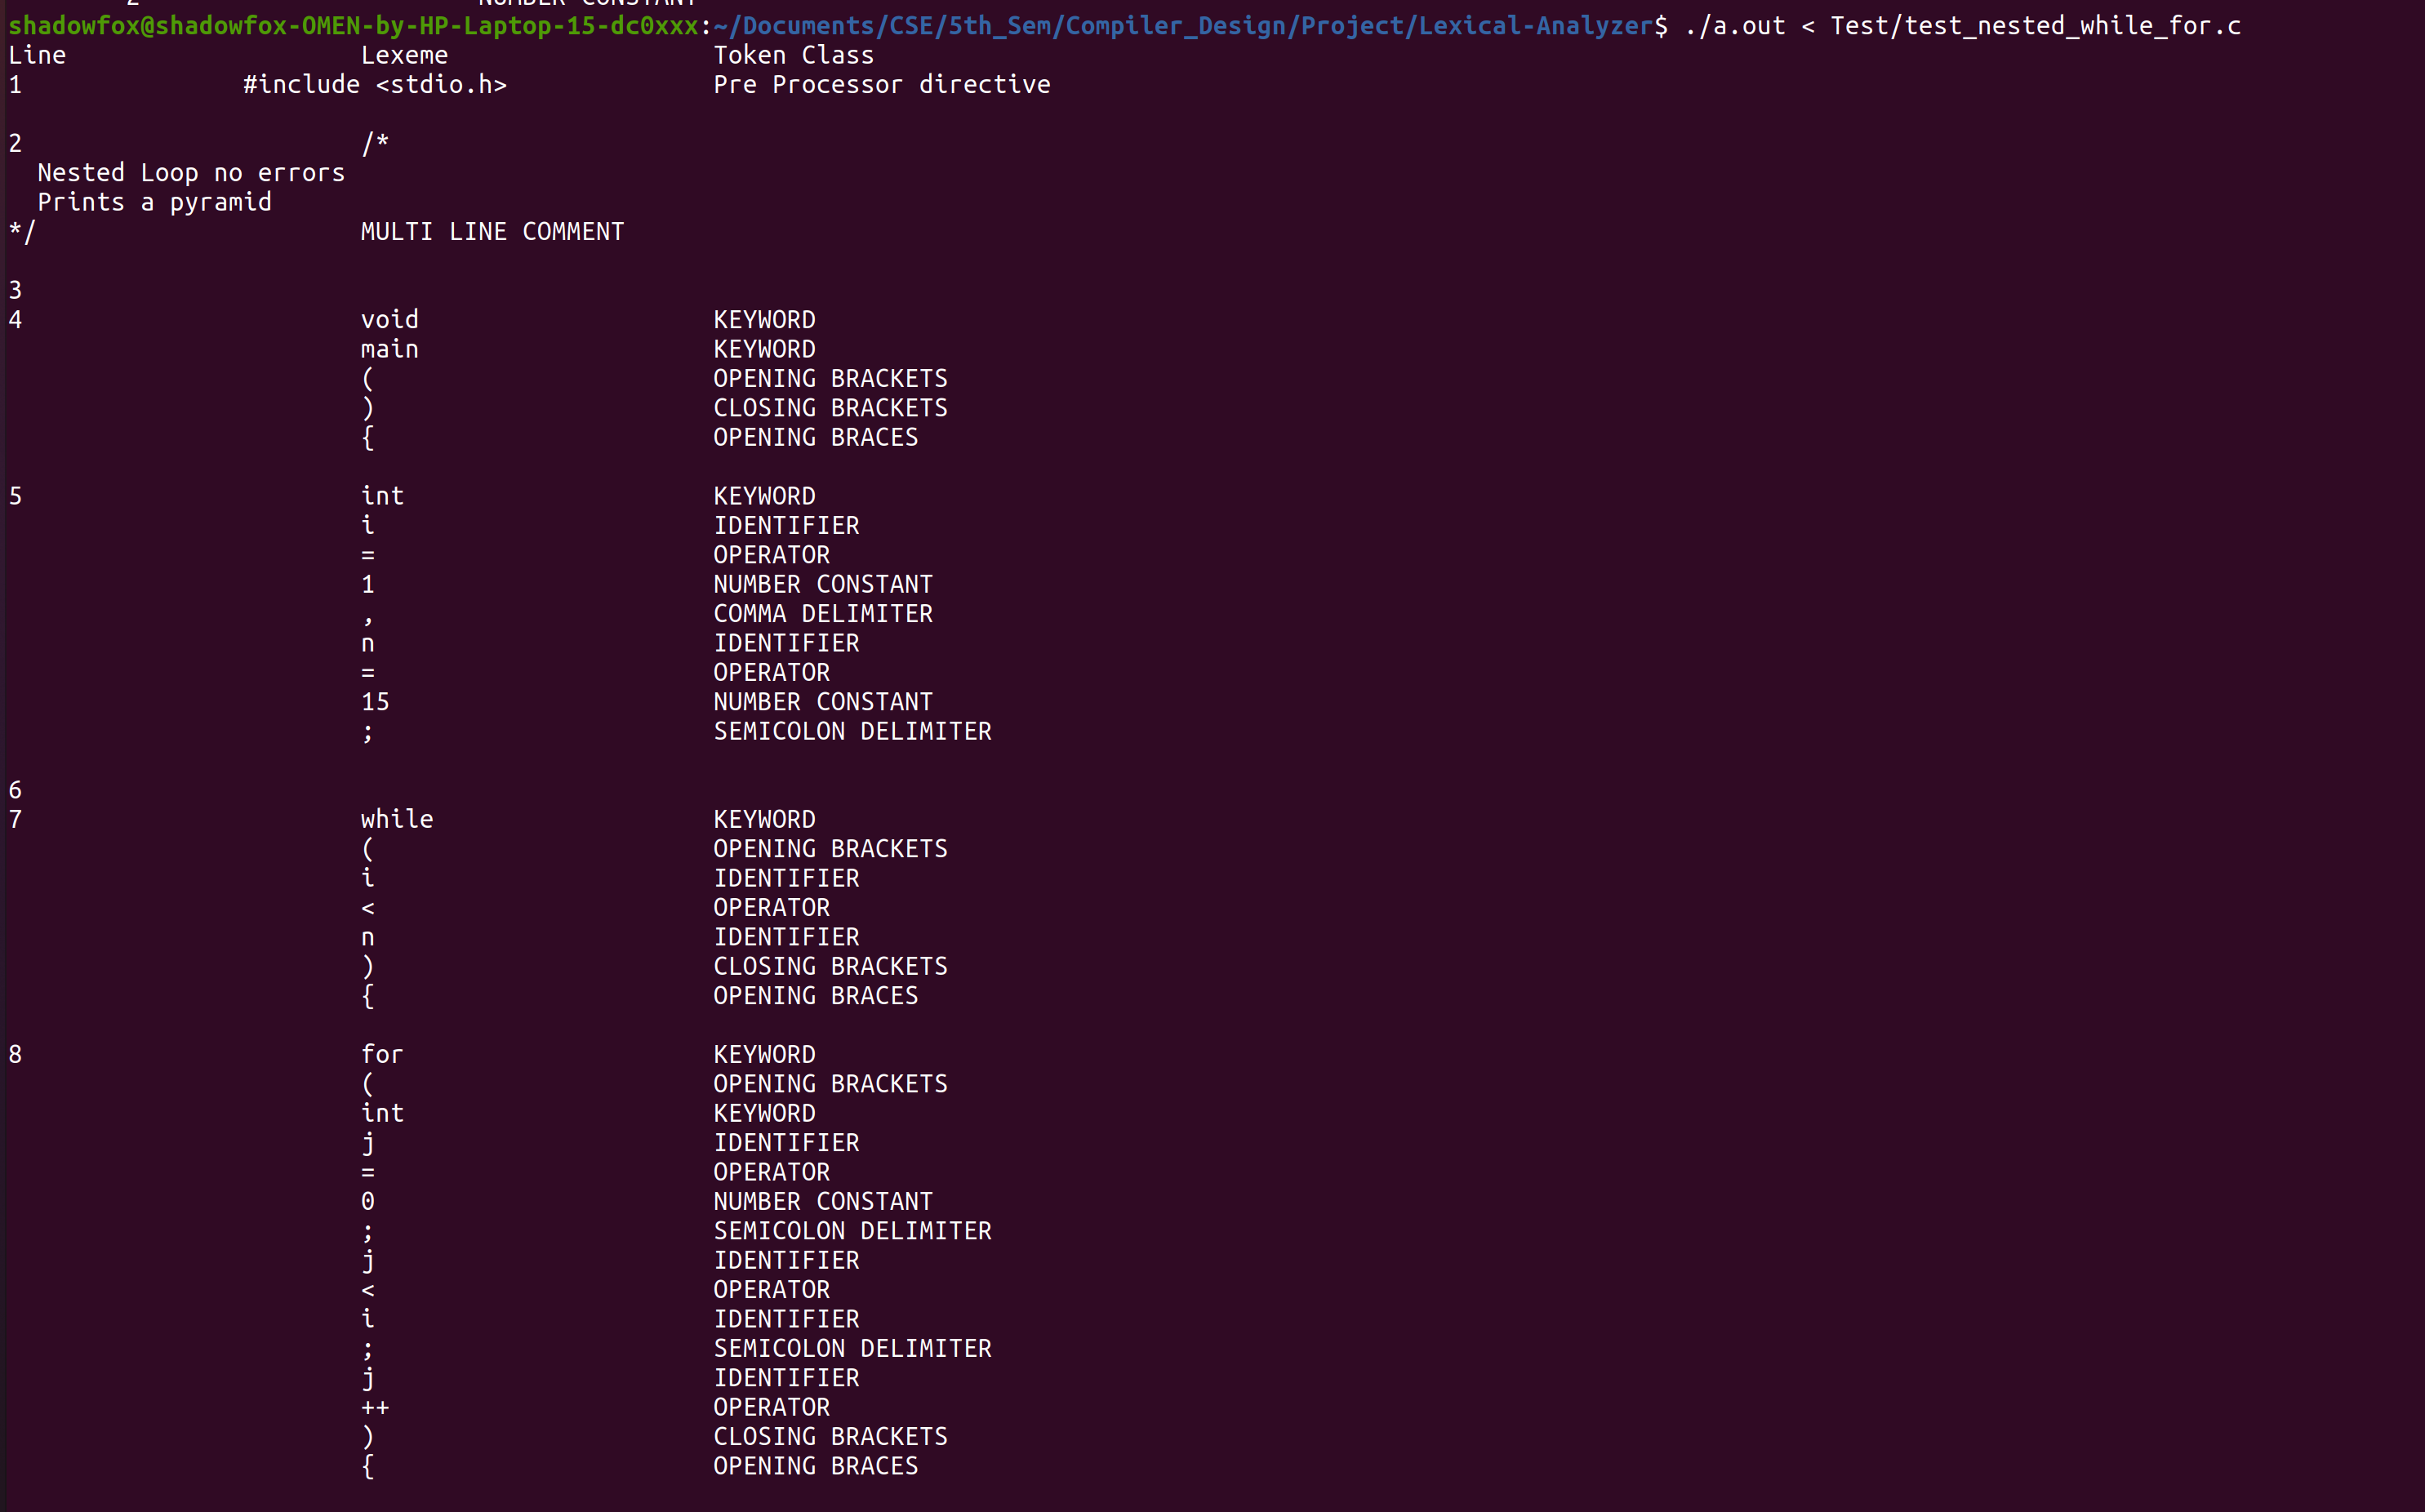 2 NUMBER CONSTANT
shadowfox@shadowfox-OMEN-by-HP-Laptop-15-dc0xxx:~/Documents/CSE/5th_Sem/Compiler_Design/Project/Lexical-Analyzer$ ./a.out < Test/test_nested_while_for.c
Line Lexeme Token Class
1 #include <stdio.h> Pre Processor directive
2 /*
Nested Loop no errors
Prints a pyramid
*/ MULTI LINE COMMENT
3
4 void KEYWORD
main KEYWORD
( OPENING BRACKETS
) CLOSING BRACKETS
{ OPENING BRACES
5 int KEYWORD
i IDENTIFIER
= OPERATOR
1 NUMBER CONSTANT
, COMMA DELIMITER
n IDENTIFIER
= OPERATOR
15 NUMBER CONSTANT
; SEMICOLON DELIMITER
6
7 while KEYWORD
( OPENING BRACKETS
i IDENTIFIER
< OPERATOR
n IDENTIFIER
) CLOSING BRACKETS
{ OPENING BRACES
8 for KEYWORD
( OPENING BRACKETS
int KEYWORD
j IDENTIFIER
= OPERATOR
0 NUMBER CONSTANT
; SEMICOLON DELIMITER
j IDENTIFIER
< OPERATOR
i IDENTIFIER
; SEMICOLON DELIMITER
j IDENTIFIER
++ OPERATOR
) CLOSING BRACKETS
{ OPENING BRACES